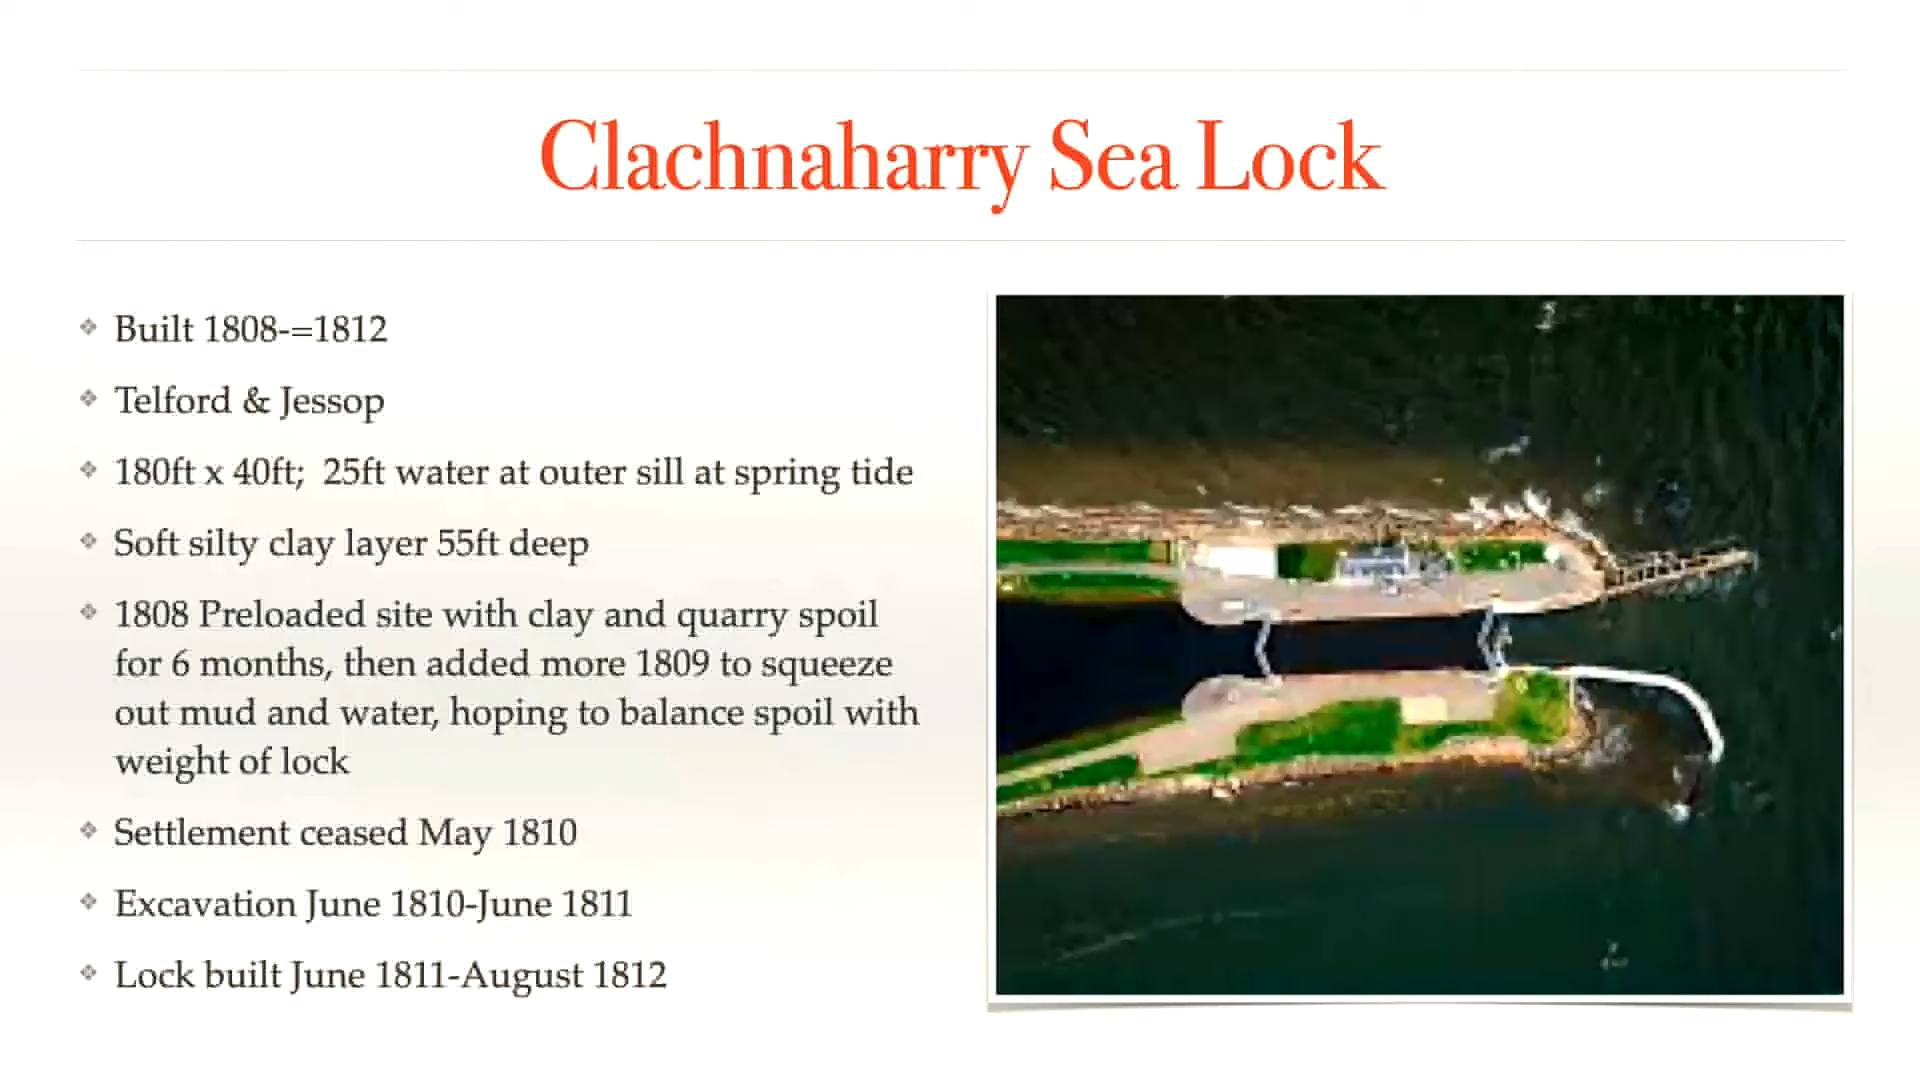 Clachnaharry Sea Lock
Built 1808-=1812
Telford & Jessop
180ft x 40ft;  25ft water at outer sill at spring tide
Soft silty clay layer 55ft deep
1808 Preloaded site with clay and quarry spoil
for 6 months, then added more 1809 to squeeze
out mud and water, hoping to balance spoil with
weight of lock
Settlement ceased May 1810
Excavation June 1810-June 1811
Lock built June 1811-August 1812